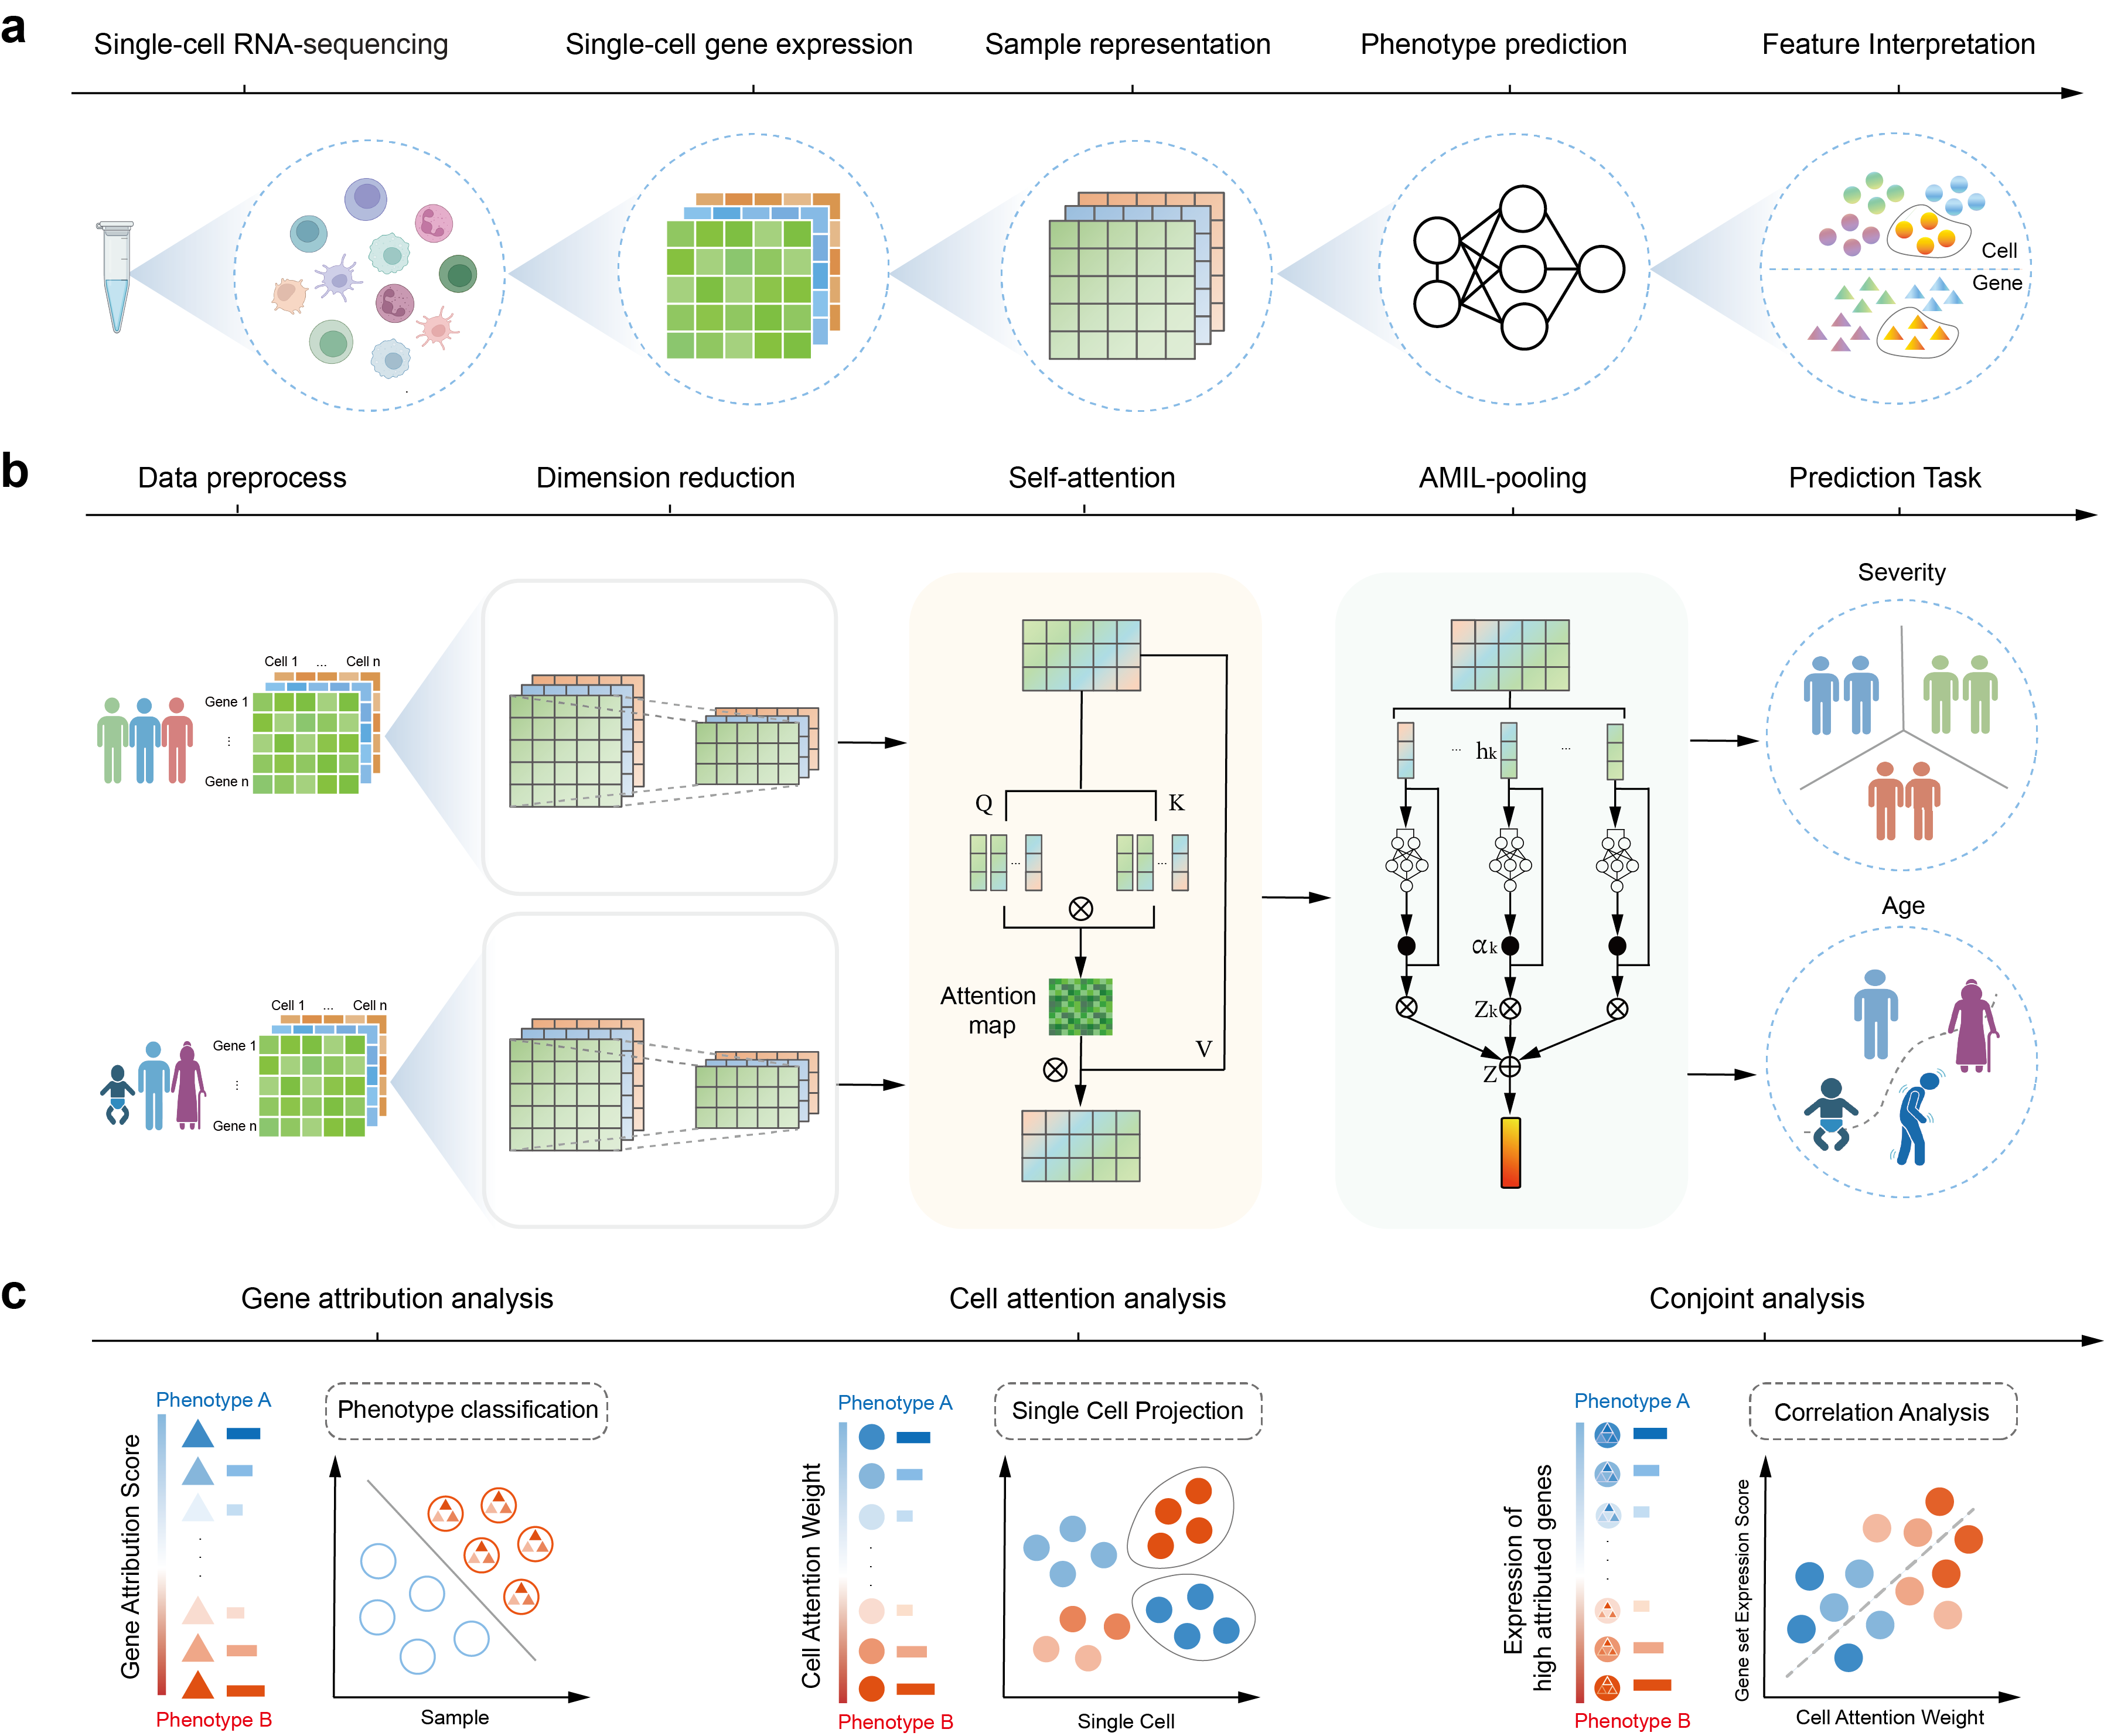 a
Single-cell RNA-sequencing
Single-cell gene expression
Sample representation
Phenotype prediction
Feature Interpretation
Cell
Gene
b
Data preprocess
Dimension reduction
Self-attention
AMIL-pooling
Prediction Task
Cell 1 ... Cell n
Gene 1
⋮
Gene n
Cell 1 ... Cell n
Gene 1
⋮
Gene n
Q
K
...
...
Attention
map
V
... hk ...
αk
Zk
Z
Severity
Age
c
Gene attribution analysis
Cell attention analysis
Conjoint analysis
Gene Attribution Score
Phenotype A
Phenotype B
Phenotype classification
Sample
Cell Attention Weight
Phenotype A
Phenotype B
Single Cell Projection
Single Cell
Expression of
high attributed genes
Phenotype A
Phenotype B
Correlation Analysis
Gene set Expression Score
Cell Attention Weight